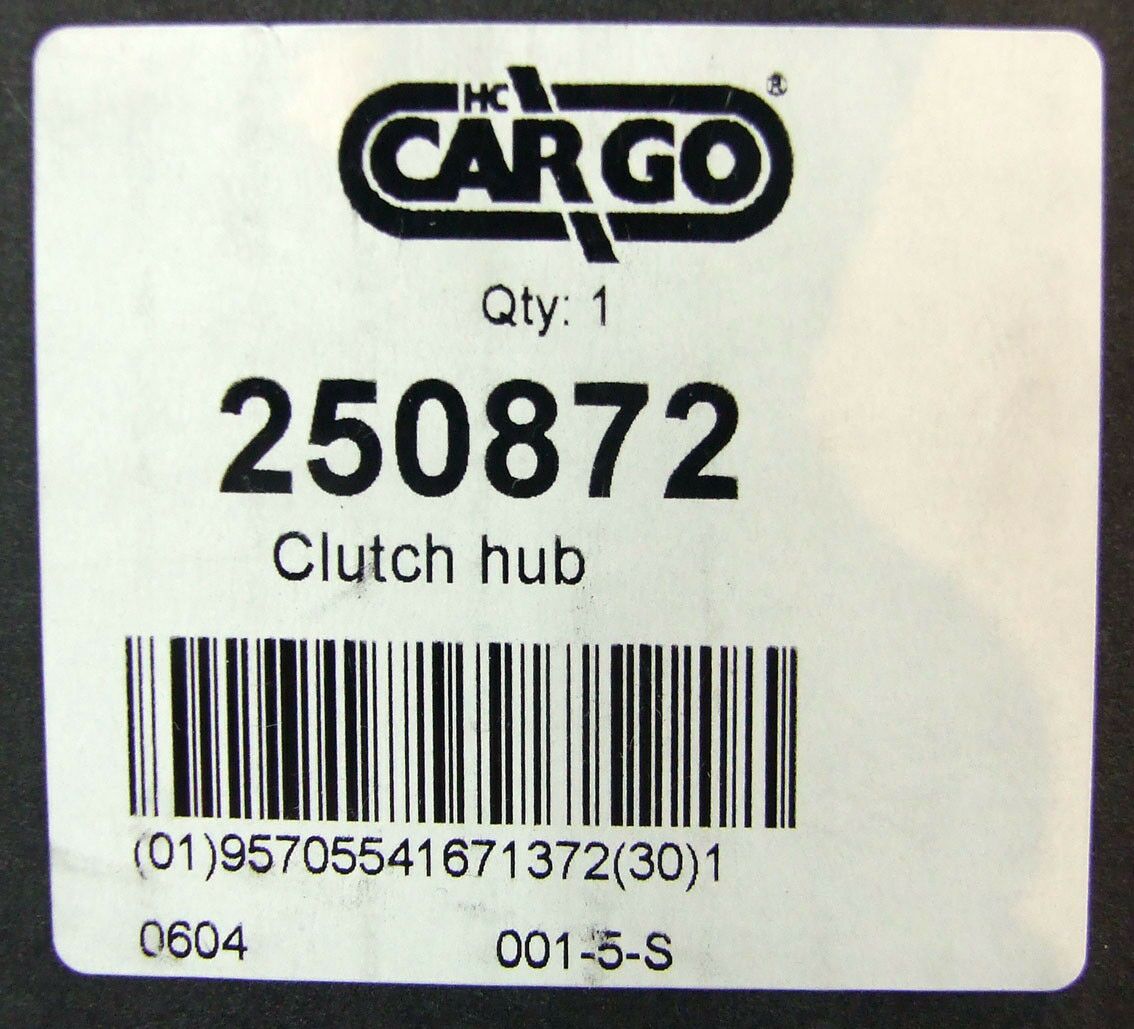 HC
CARGO®
Qty: 1
250872
Clutch hub
(01)95705541671372(30)1
0604
001-5-S